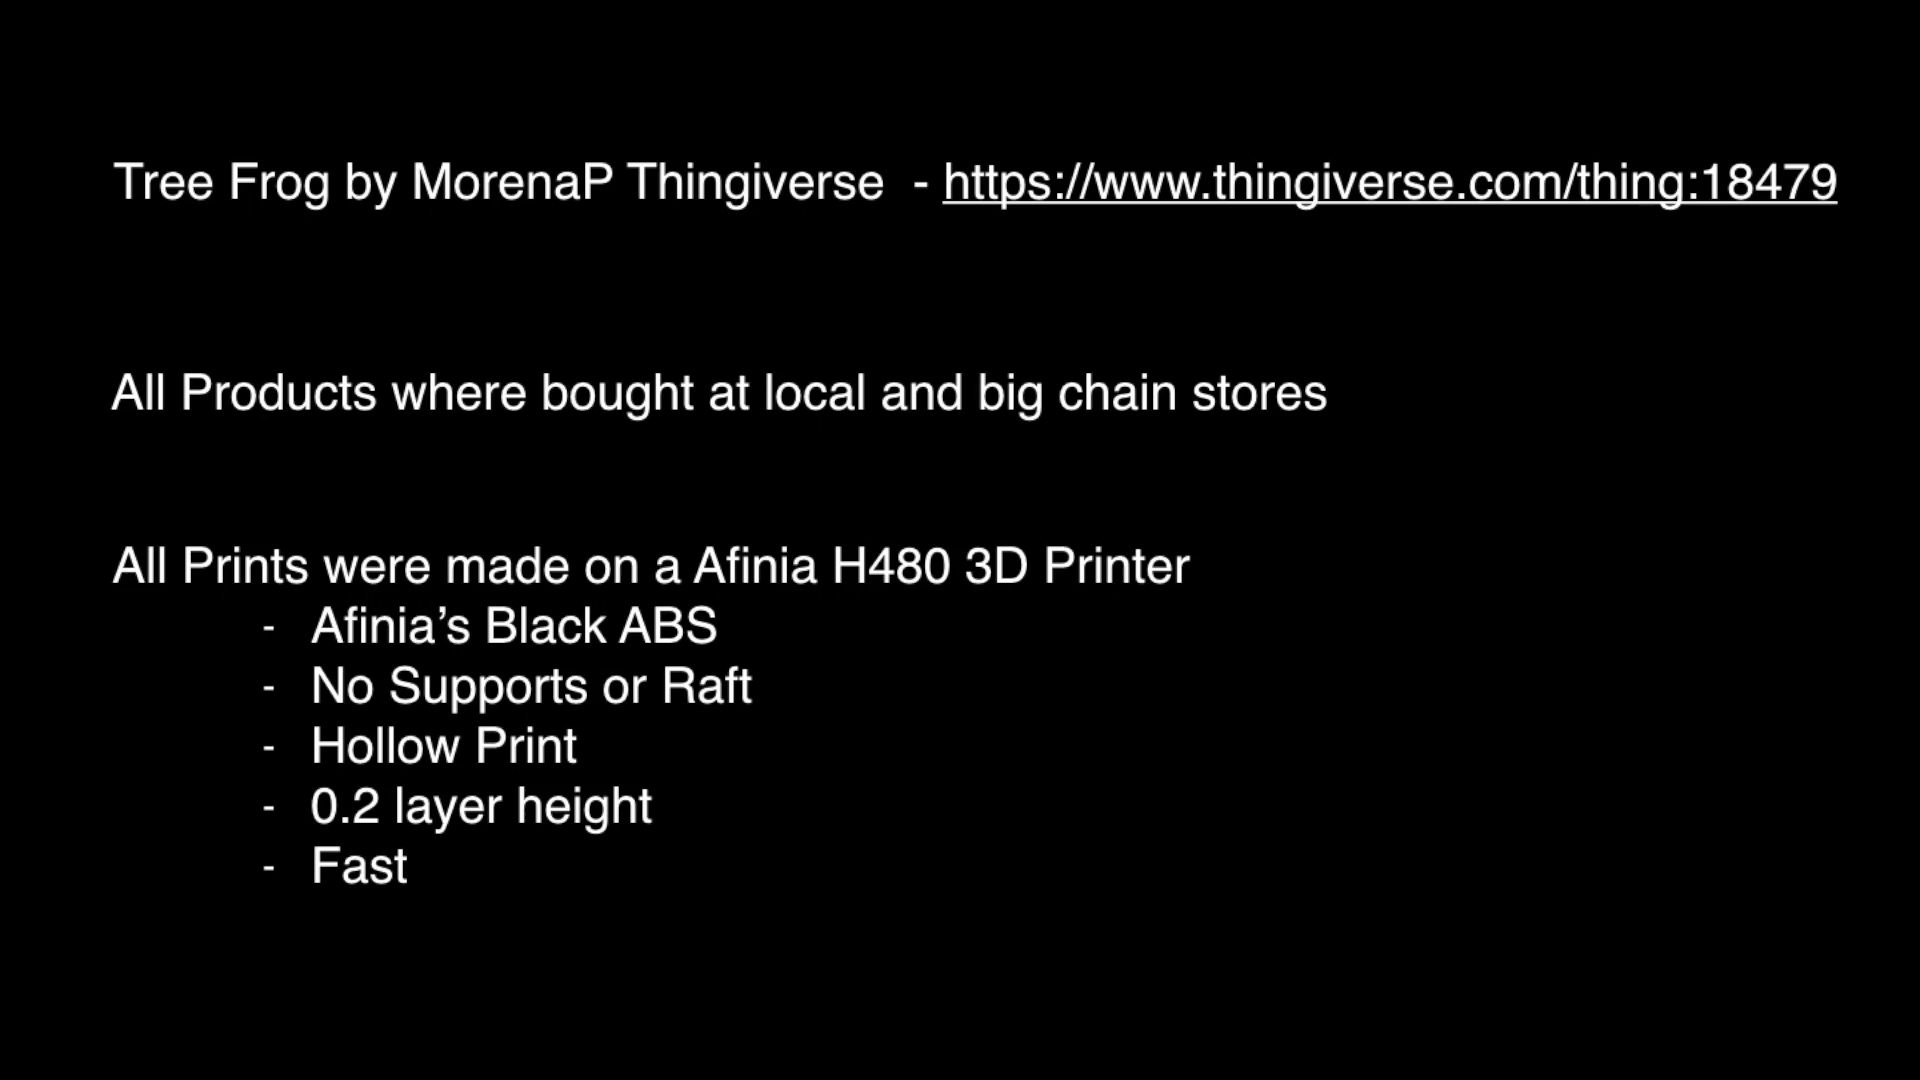 Tree Frog by MorenaP Thingiverse - https://www.thingiverse.com/thing:18479
All Products where bought at local and big chain stores
All Prints were made on a Afinia H480 3D Printer
- Afinia’s Black ABS
- No Supports or Raft
- Hollow Print
- 0.2 layer height
- Fast